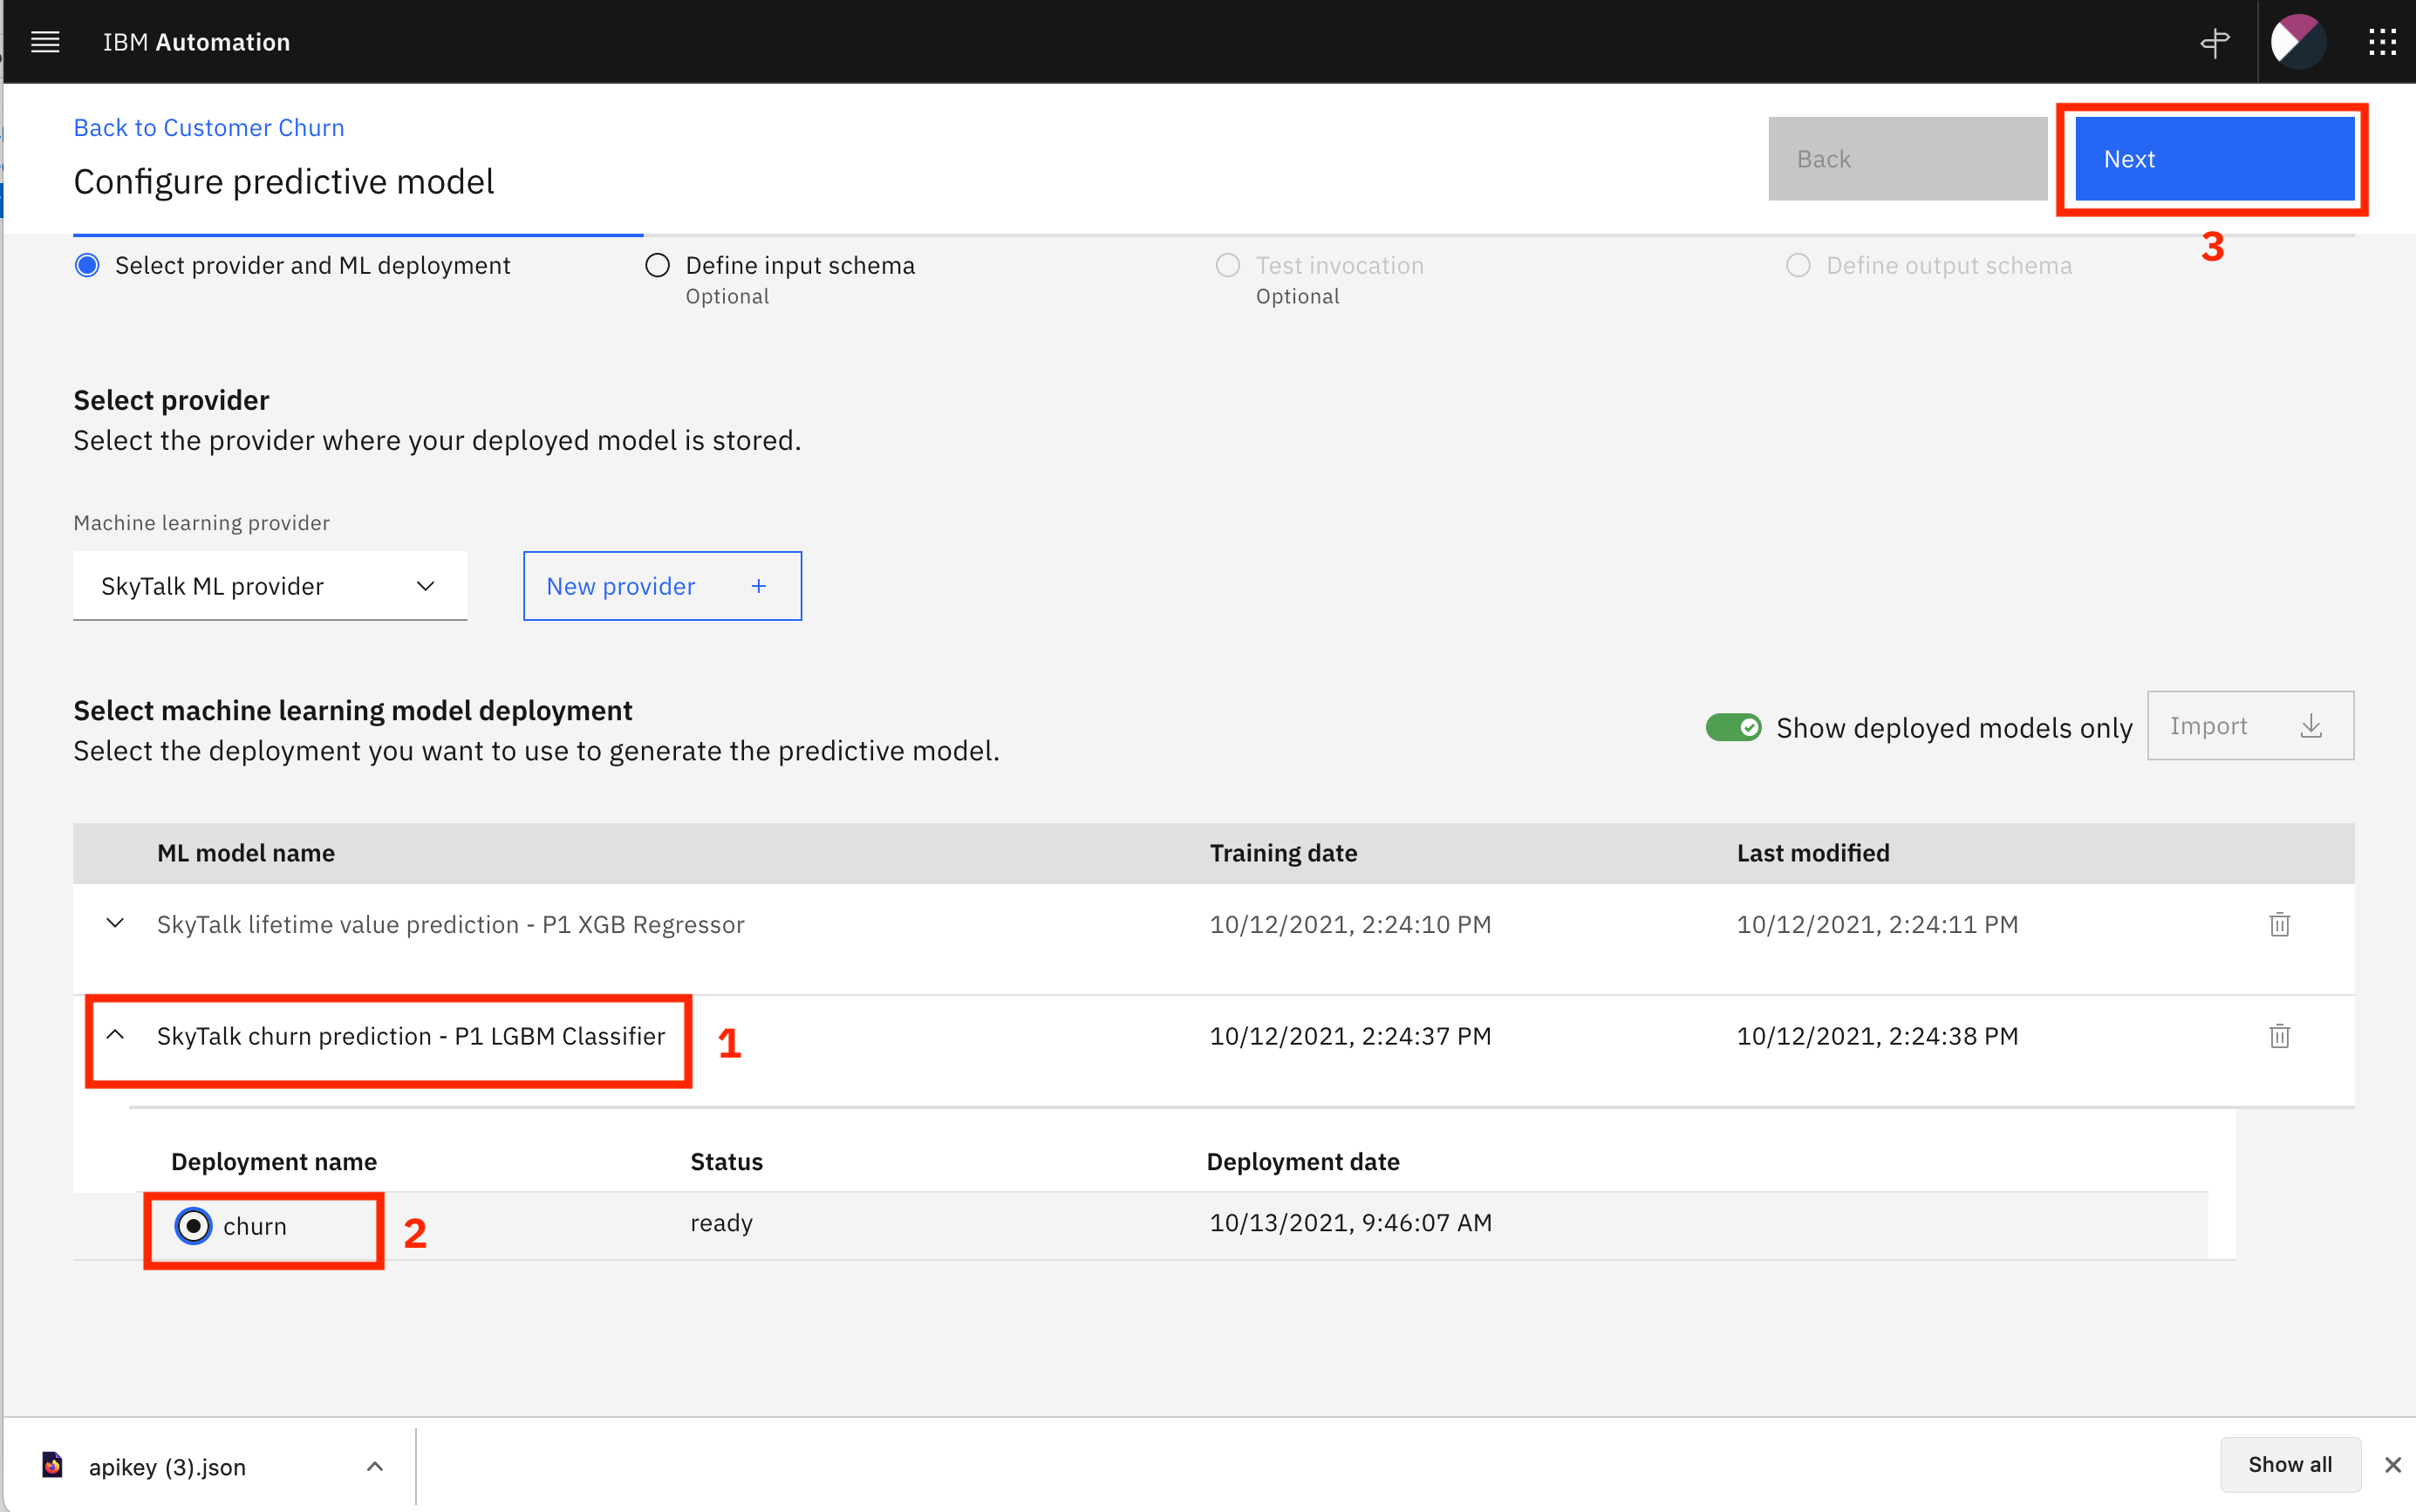 IBM Automation
Back to Customer Churn
Configure predictive model
Back
Next
3
Select provider and ML deployment
Define input schema
Optional
Test invocation
Optional
Define output schema
Select provider
Select the provider where your deployed model is stored.
Machine learning provider
SkyTalk ML provider
New provider +
Select machine learning model deployment
Select the deployment you want to use to generate the predictive model.
Show deployed models only
Import
ML model name Training date Last modified
SkyTalk lifetime value prediction - P1 XGB Regressor 10/12/2021, 2:24:10 PM 10/12/2021, 2:24:11 PM
SkyTalk churn prediction - P1 LGBM Classifier 1 10/12/2021, 2:24:37 PM 10/12/2021, 2:24:38 PM
Deployment name Status Deployment date
churn 2 ready 10/13/2021, 9:46:07 AM
apikey (3).json
Show all